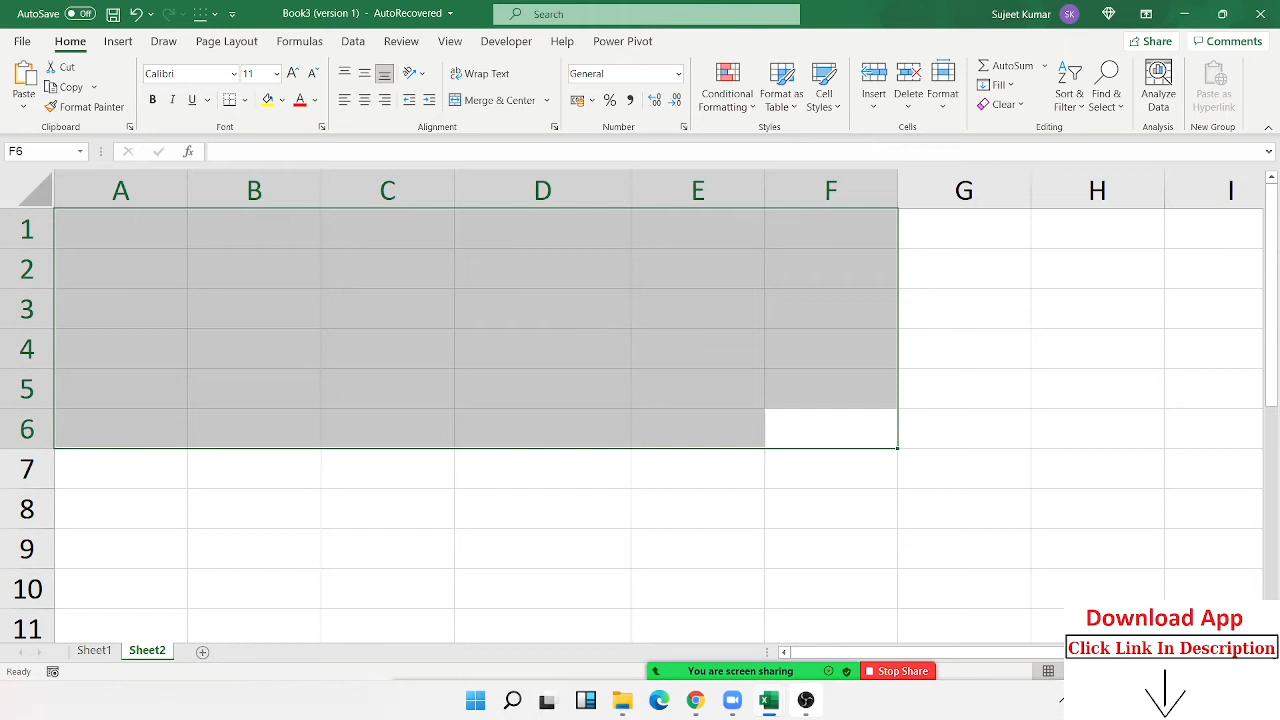 AutoSave Off Book3 (version 1) - AutoRecovered Search Sujeet Kumar SK
File Home Insert Draw Page Layout Formulas Data Review View Developer Help Power Pivot Share Comments
Paste Cut Copy Format Painter Clipboard
Calibri 11 B I U A Font
Wrap Text Merge & Center Alignment
General % Number
Conditional Formatting Format as Table Cell Styles Styles
Insert Delete Format Cells
AutoSum Fill Clear Sort & Filter Find & Select Editing
Analyze Data Analysis
Paste as Hyperlink New Group
F6 fx
A B C D E F G H I
1
2
3
4
5
6
7
8
9
10
11
Download App
Click Link In Description
Sheet1 Sheet2
Ready
You are screen sharing Stop Share